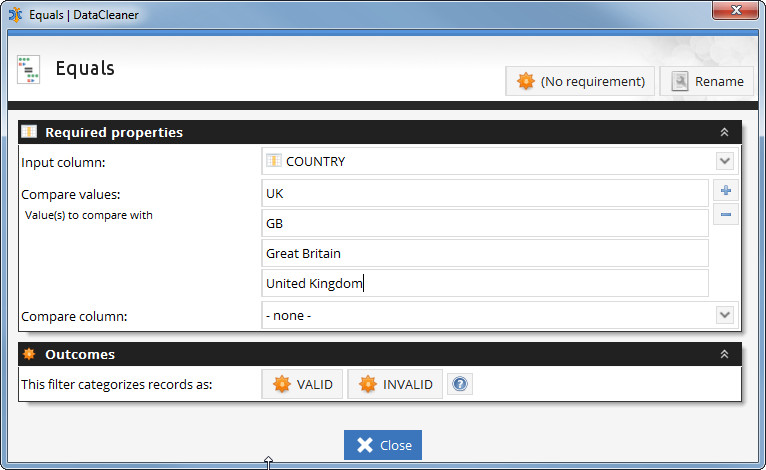 Equals | DataCleaner
Equals
(No requirement)
Rename
Required properties
Input column:
COUNTRY
Compare values:
Value(s) to compare with
UK
GB
Great Britain
United Kingdom
Compare column:
- none -
Outcomes
This filter categorizes records as:
VALID
INVALID
?
Close